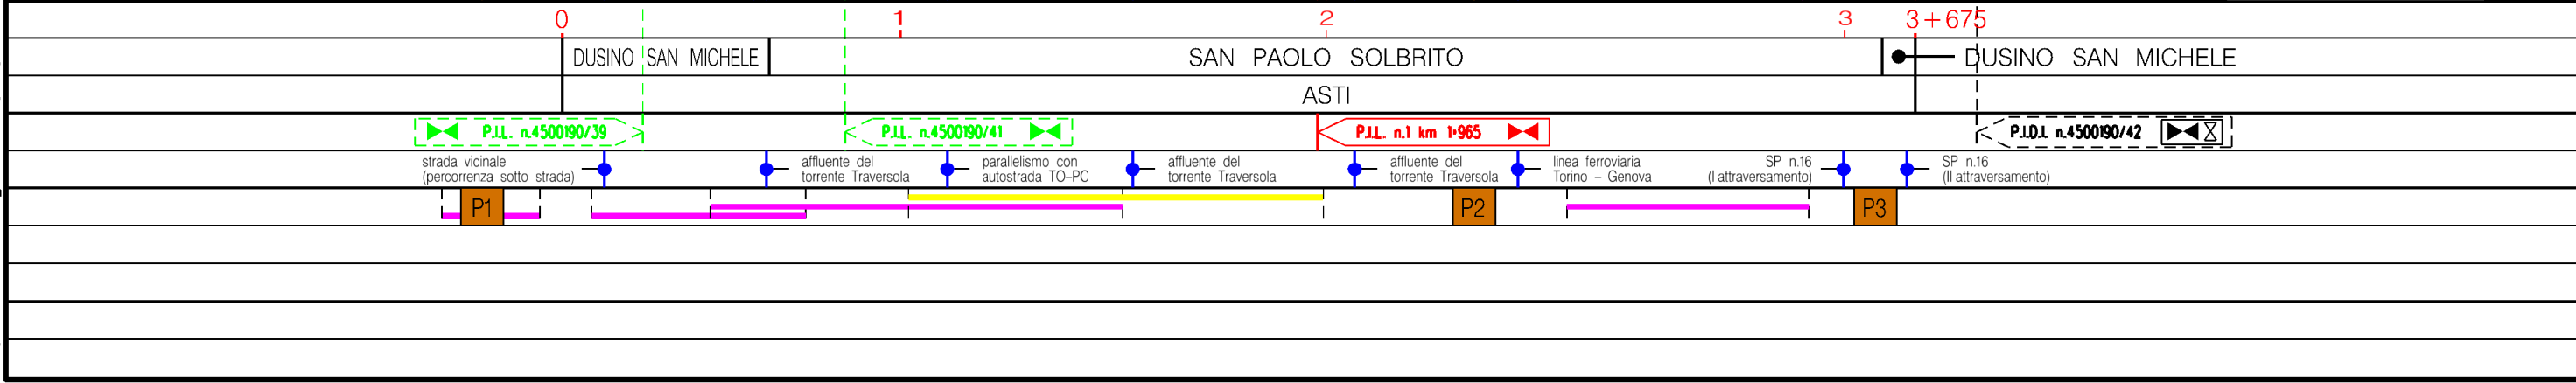 0 1 2 3 3+675
DUSINO SAN MICHELE SAN PAOLO SOLBRITO DUSINO SAN MICHELE
ASTI
P.I.L. n.4500190/39 P.I.L. n.4500190/41 P.I.L. n.1 km 1+965 P.I.D.I. n.4500190/42
strada vicinale affluente del parallelismo con affluente del affluente del linea ferroviaria SP n.16 SP n.16
(percorrenza sotto strada) torrente Traversola autostrada TO-PC torrente Traversola torrente Traversola Torino - Genova (I attraversamento) (II attraversamento)
P1 P2 P3